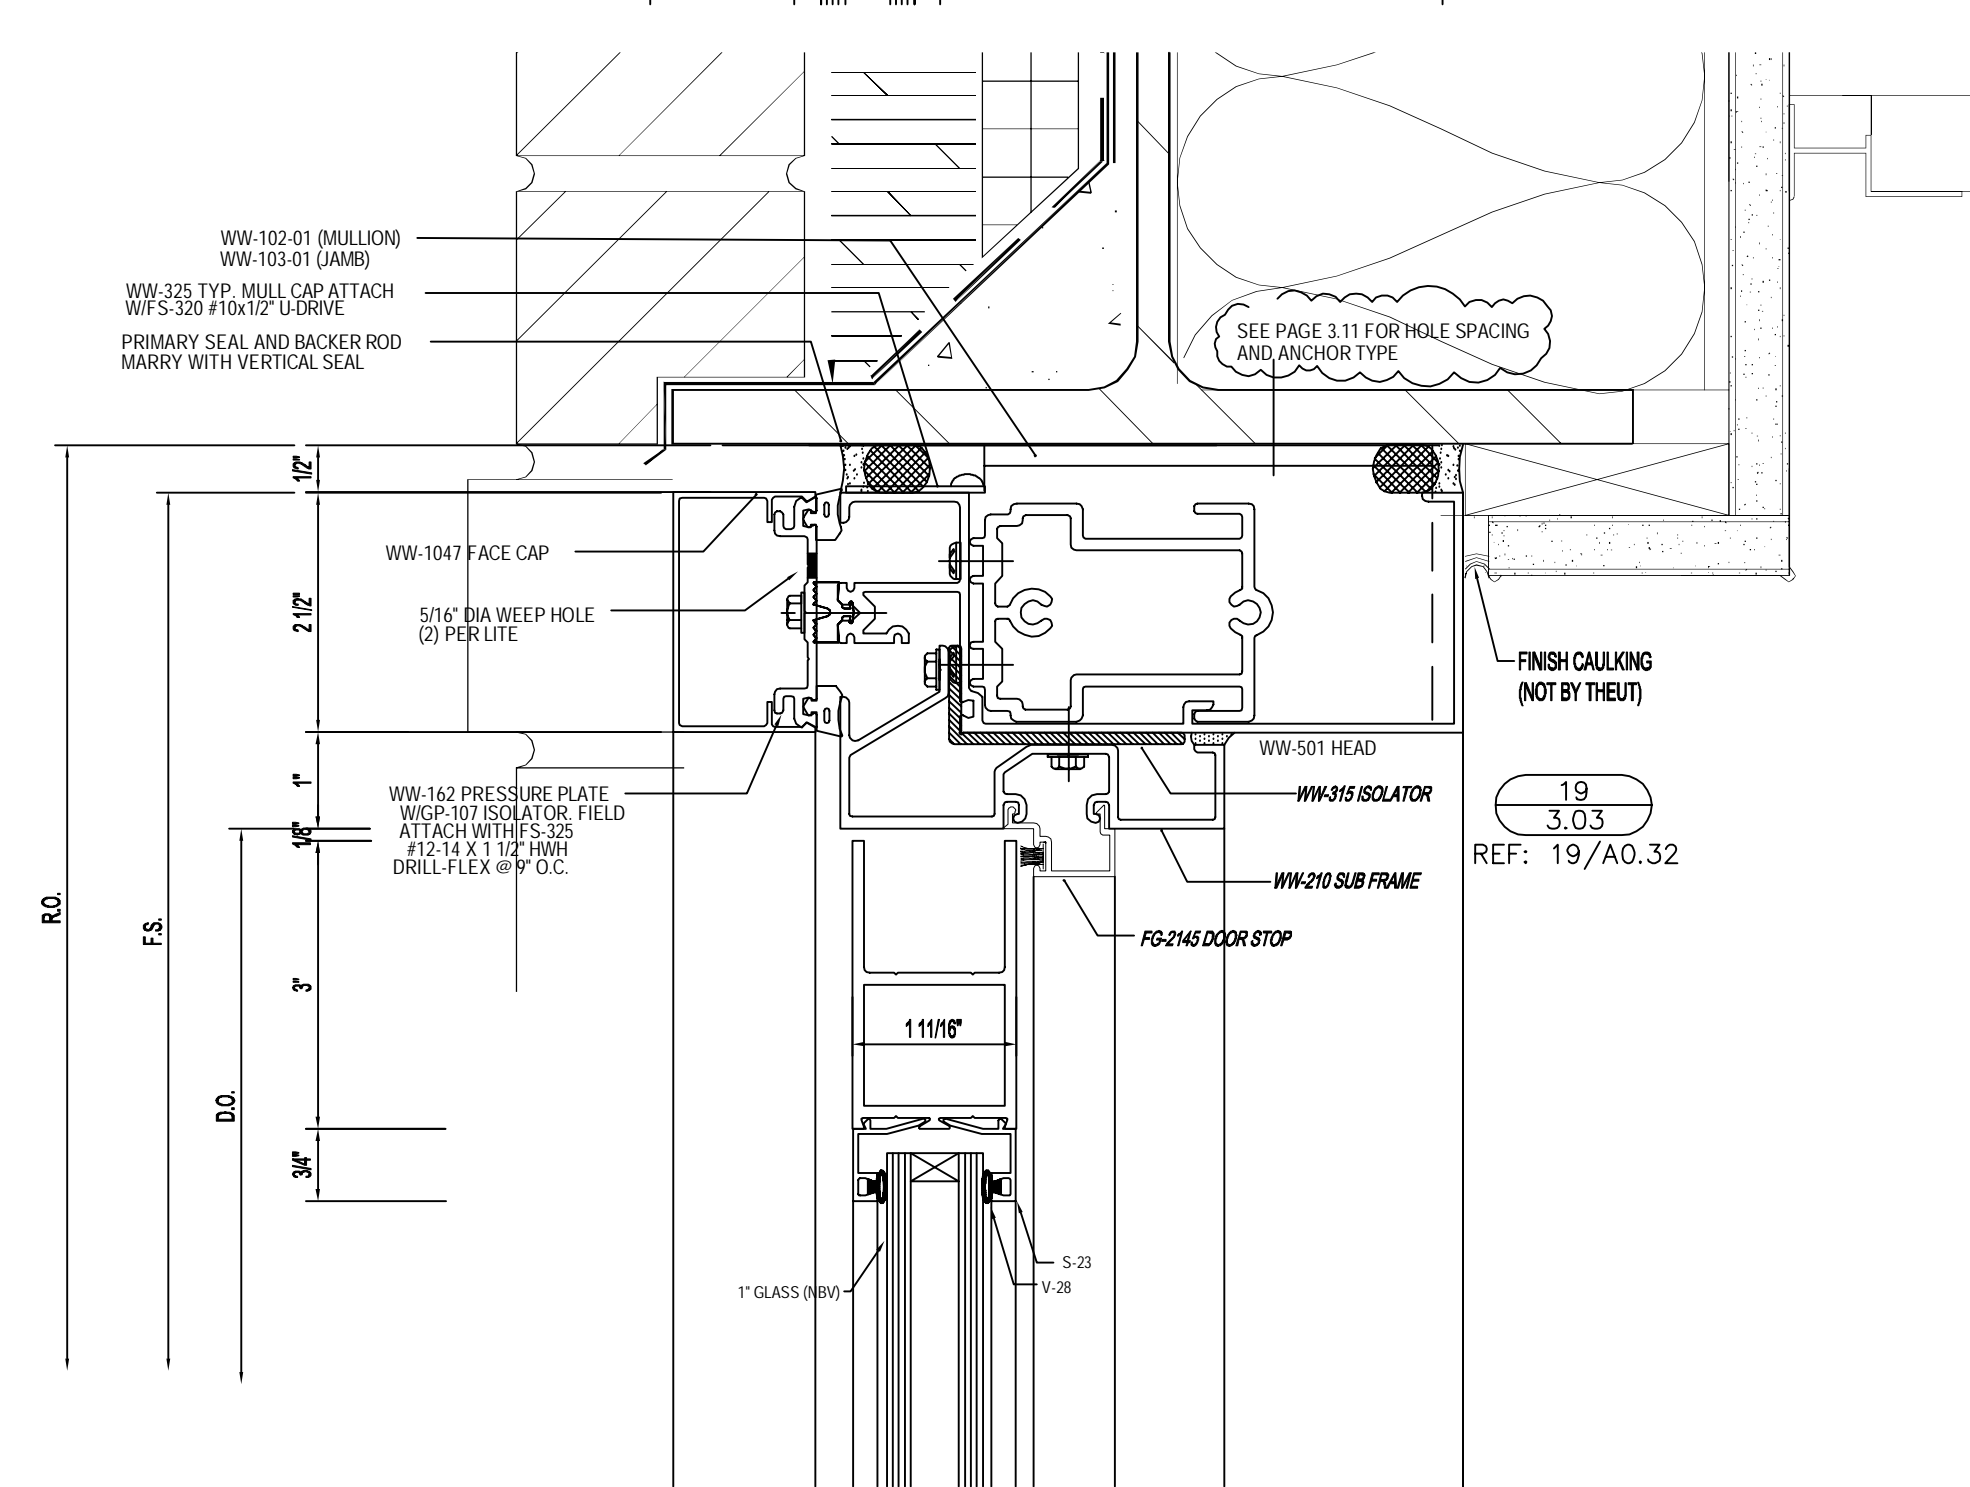 WW-102-01 (MULLION)
WW-103-01 (JAMB)
WW-325 TYP. MULL CAP ATTACH
W/FS-320 #10x1/2" U-DRIVE
PRIMARY SEAL AND BACKER ROD
MARRY WITH VERTICAL SEAL
SEE PAGE 3.11 FOR HOLE SPACING
AND ANCHOR TYPE
1/2"
WW-1047 FACE CAP
2 1/2"
5/16" DIA WEEP HOLE
(2) PER LITE
FINISH CAULKING
(NOT BY THEUT)
WW-501 HEAD
1"
WW-162 PRESSURE PLATE
W/GP-107 ISOLATOR. FIELD
ATTACH WITH FS-325
#12-14 X 1 1/2" HWH
DRILL-FLEX @ 9" O.C.
WW-315 ISOLATOR
19
3.03
REF: 19/A0.32
1/8"
WW-210 SUB FRAME
R.O.
F.S.
FG-2145 DOOR STOP
3"
1 11/16"
D.O.
3/4"
S-23
V-28
1" GLASS (NBV)